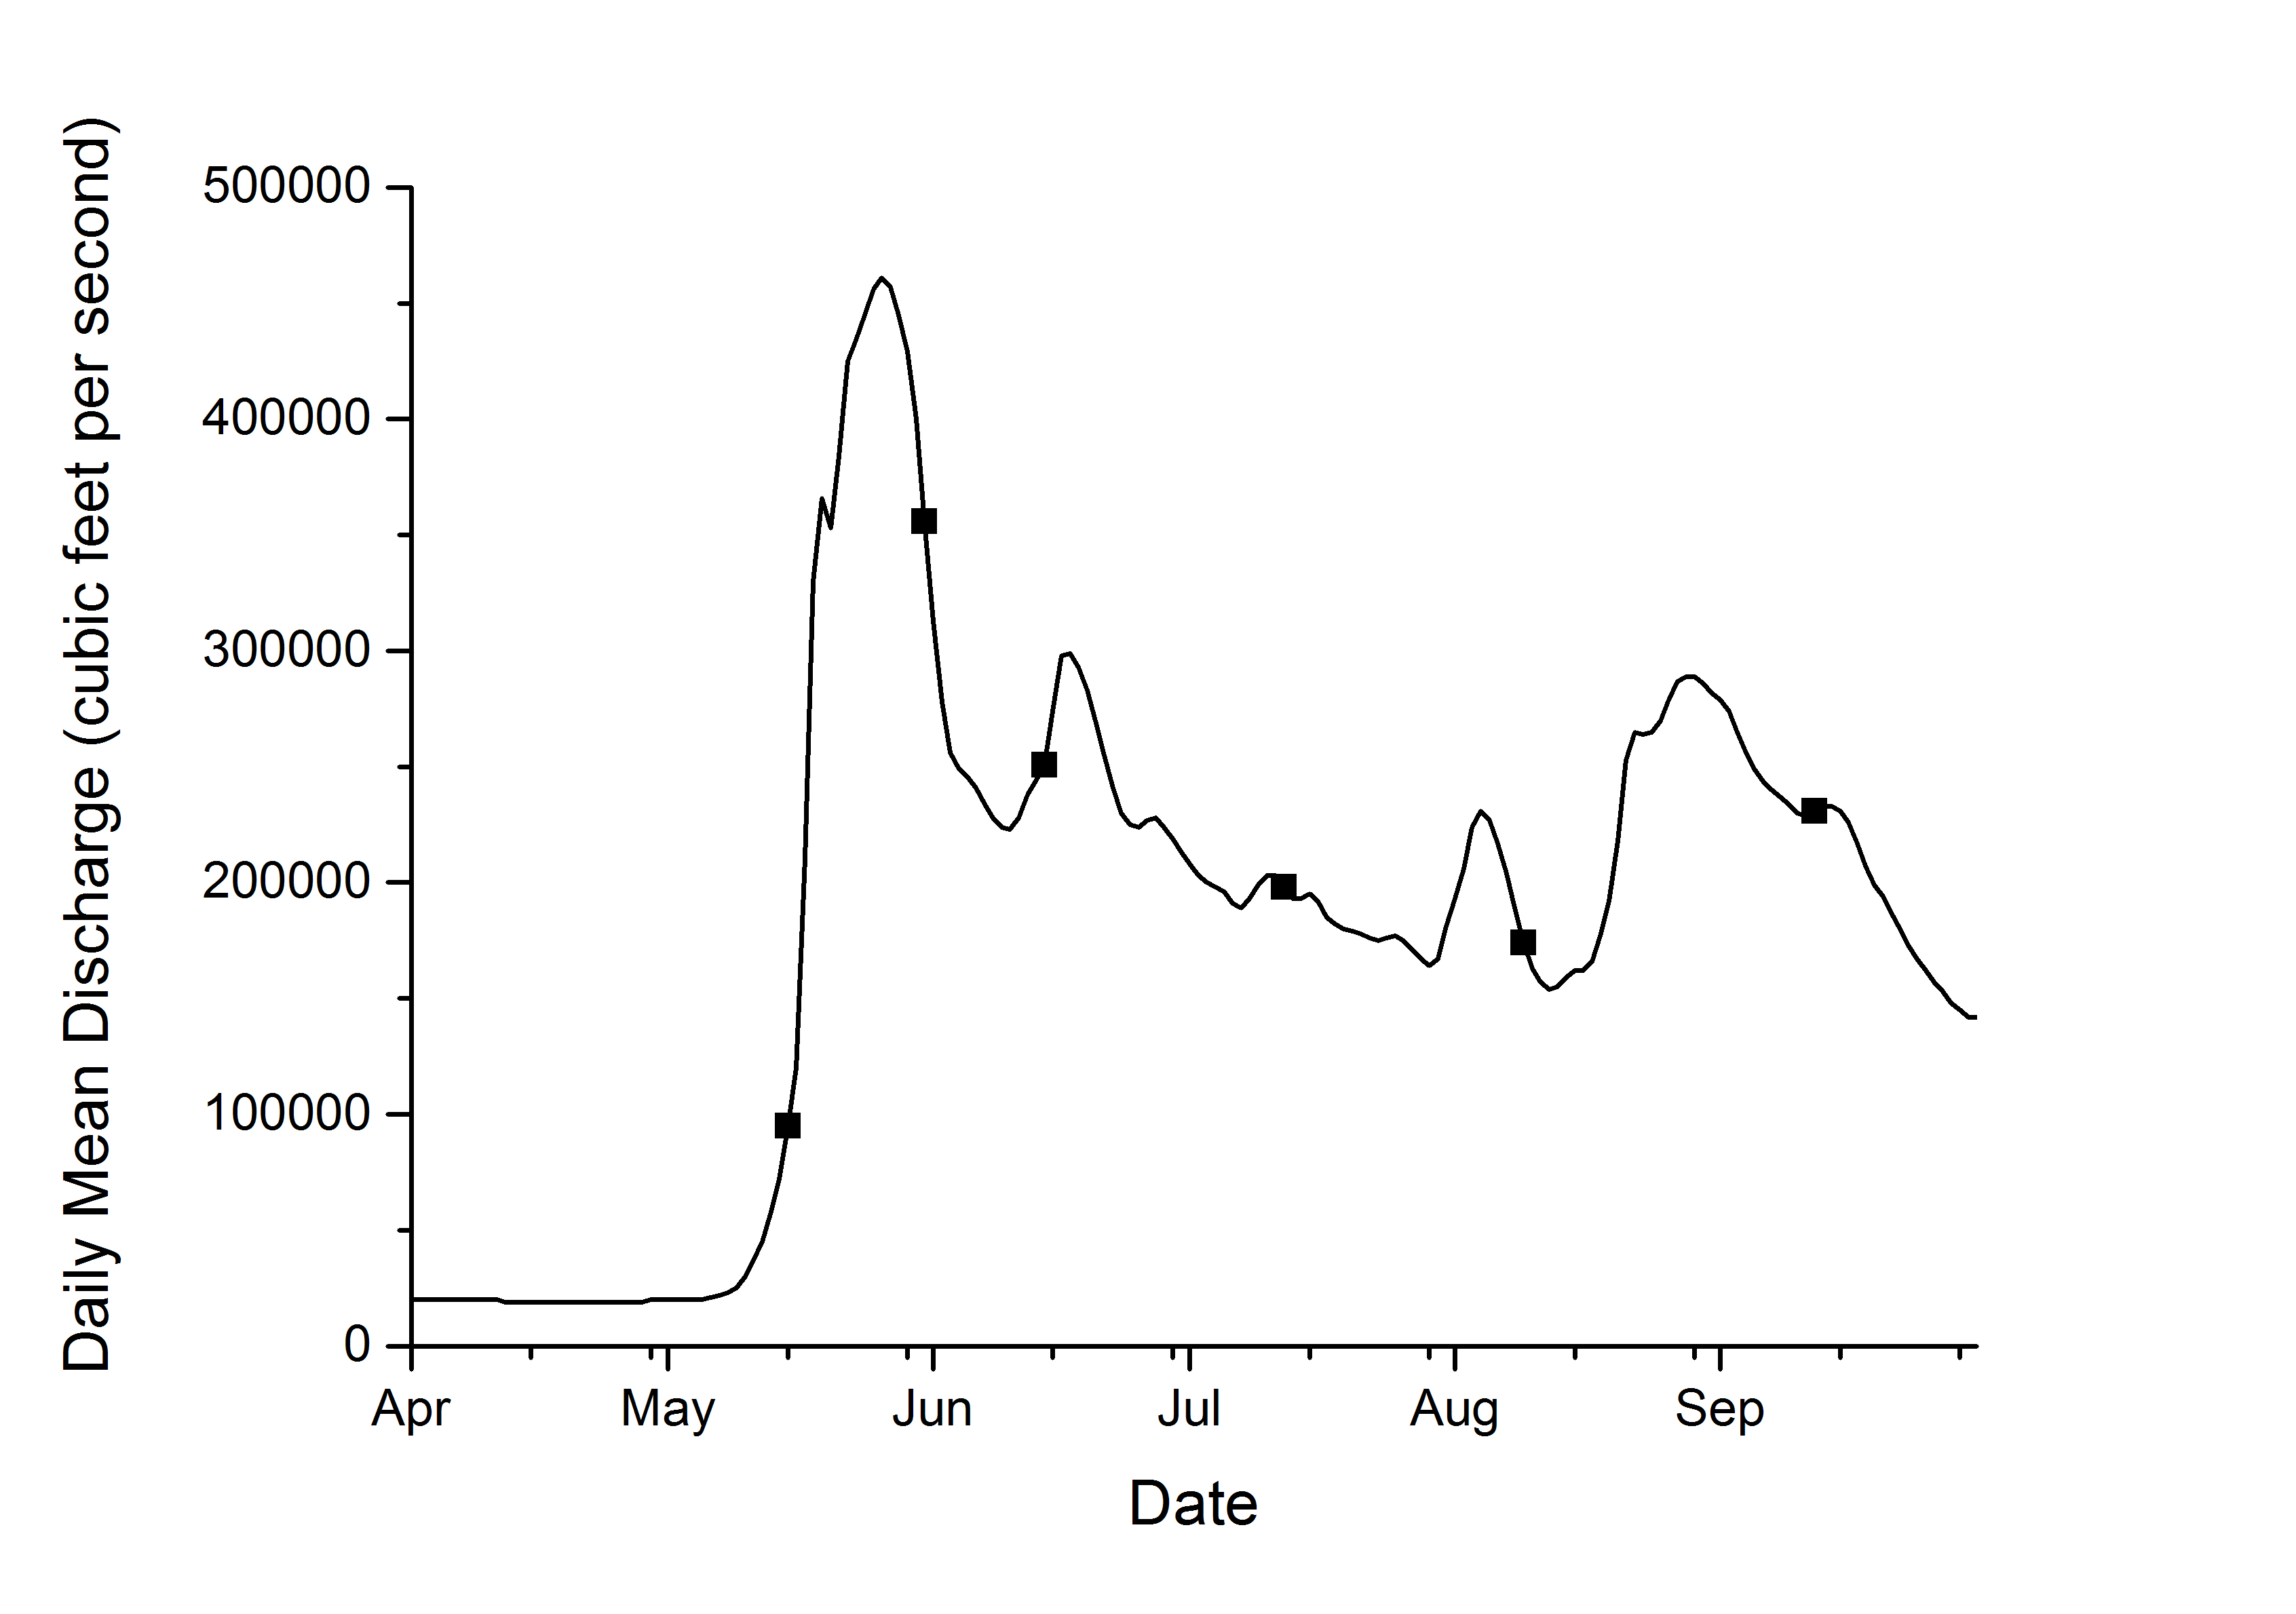 Daily Mean Discharge (cubic feet per second)
500000
400000
300000
200000
100000
0
Apr May Jun Jul Aug Sep
Date